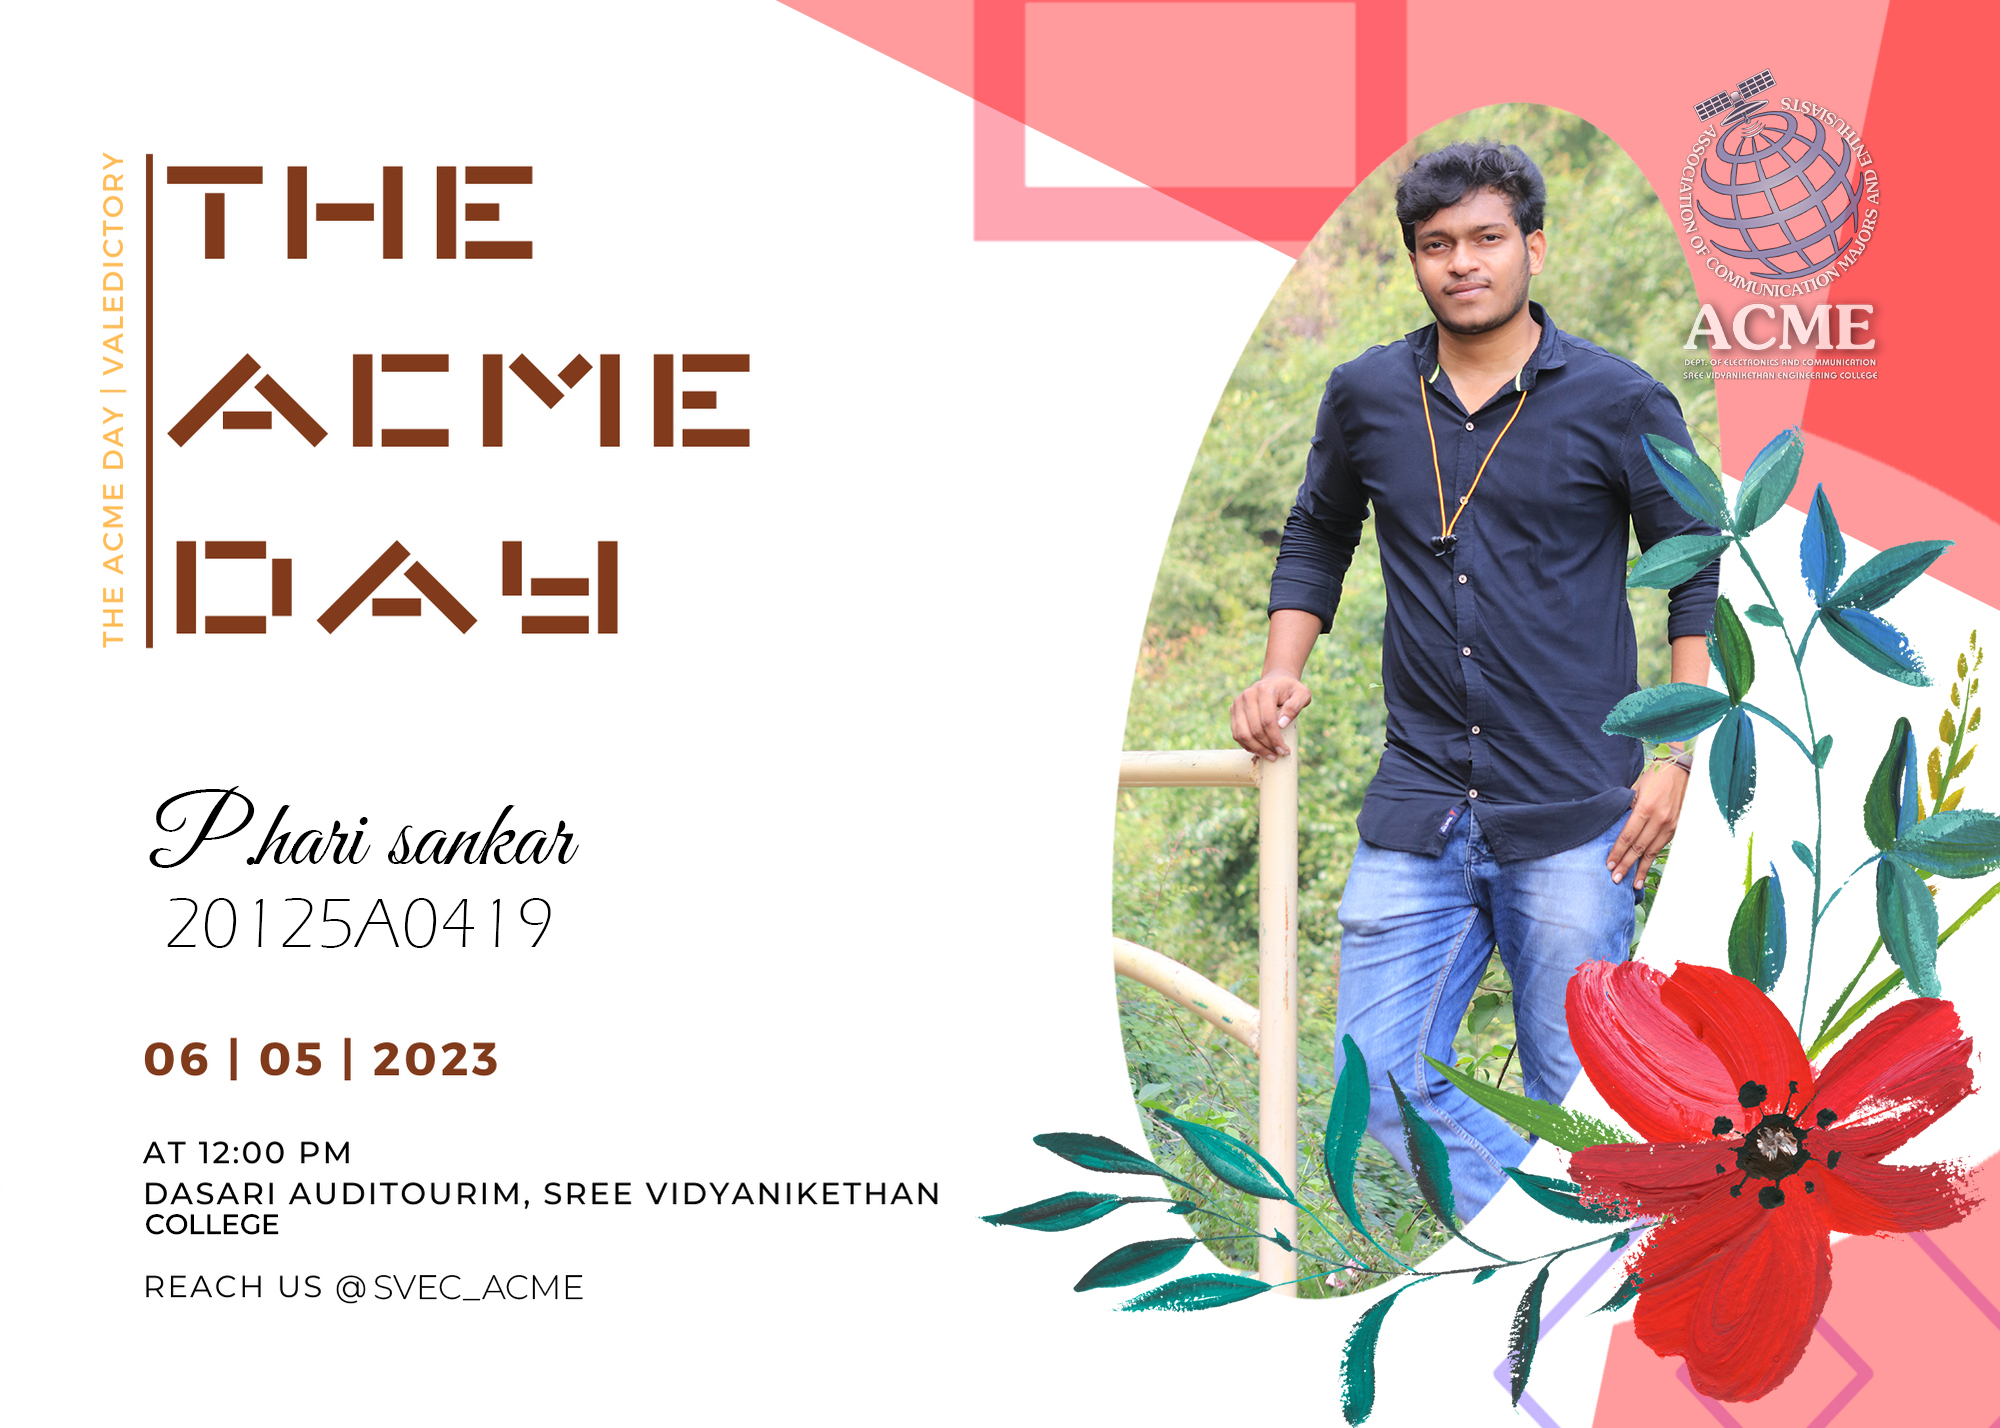 THE ACME DAY | VALEDICTORY
THE
ACME
DAY
P.hari sankar
20125A0419
06 | 05 | 2023
AT 12:00 PM
DASARI AUDITOURIM, SREE VIDYANIKETHAN
COLLEGE
REACH US @SVEC_ACME
ASSOCIATION OF COMMUNICATION MAJORS AND ENTHUSIASTS
ACME
DEPT. OF ELECTRONICS AND COMMUNICATION
SREE VIDYANIKETHAN ENGINEERING COLLEGE